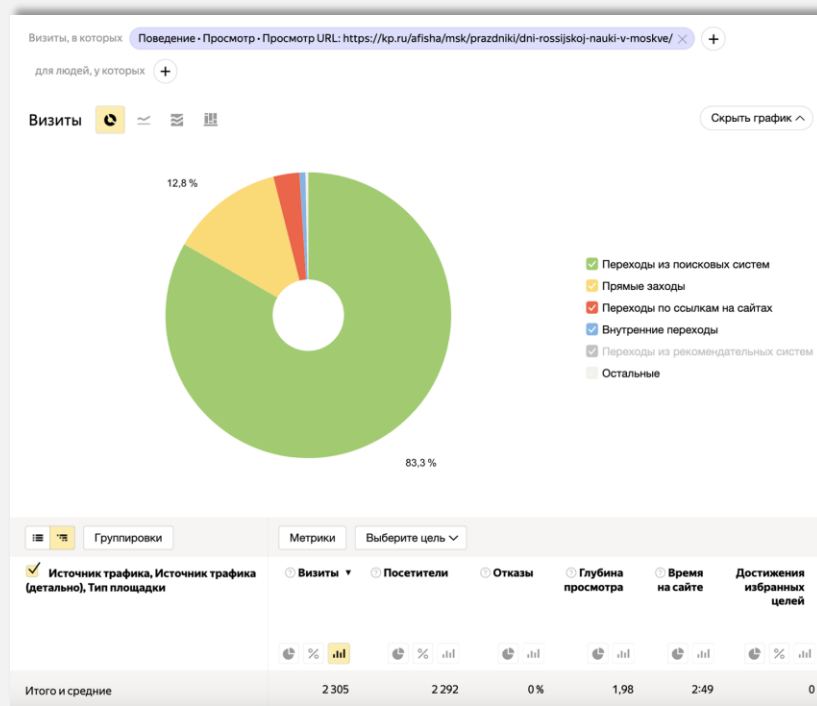 Визиты, в которых Поведение • Просмотр • Просмотр URL: https://kp.ru/afisha/msk/prazdniki/dni-rossijskoj-nauki-v-moskve/ × +
для людей, у которых +
Визиты
Скрыть график
12,8 %
Переходы из поисковых систем
Прямые заходы
Переходы по ссылкам на сайтах
Внутренние переходы
Переходы из рекомендательных систем
Остальные
83,3 %
Группировки Метрики Выберите цель
Источник трафика, Источник трафика (детально), Тип площадки
Визиты ▼
Посетители
Отказы
Глубина просмотра
Время на сайте
Достижения избранных целей
% % %
Итого и средние 2 305 2 292 0 % 1,98 2:49 0